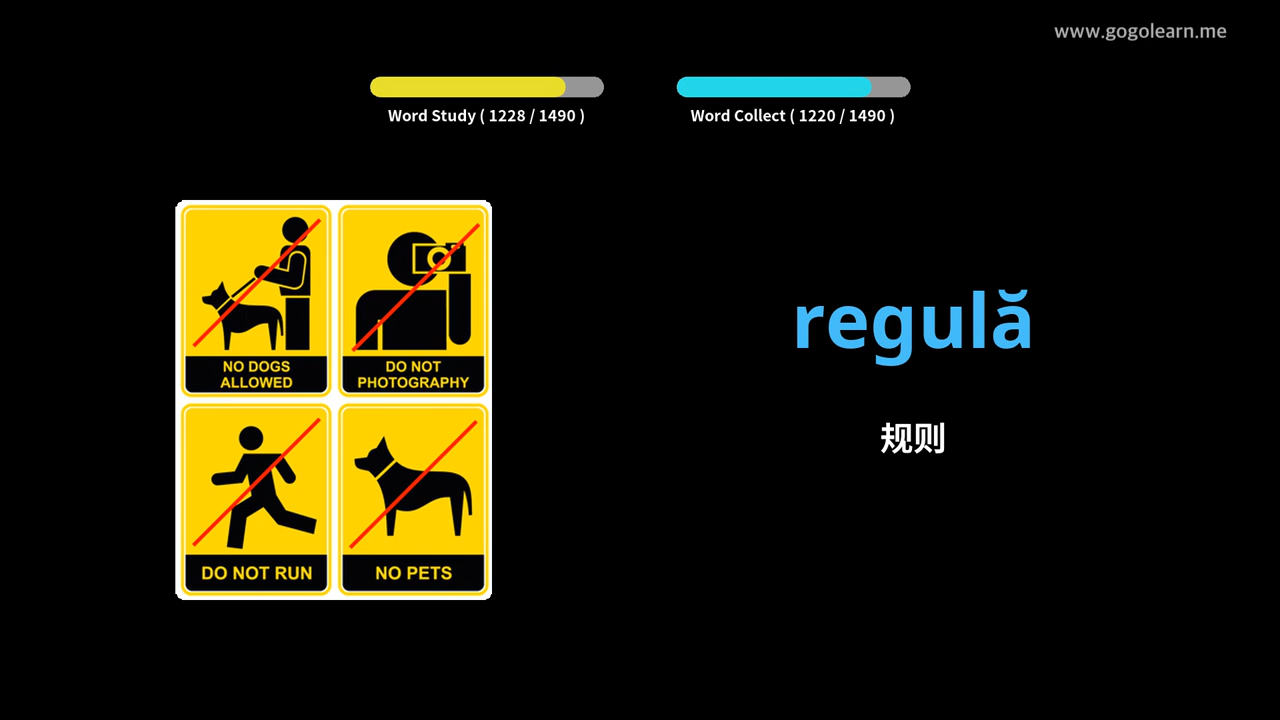 www.gogolearn.me
Word Study ( 1228 / 1490 )
Word Collect ( 1220 / 1490 )
NO DOGS
ALLOWED
DO NOT
PHOTOGRAPHY
DO NOT RUN
NO PETS
regulă
规则